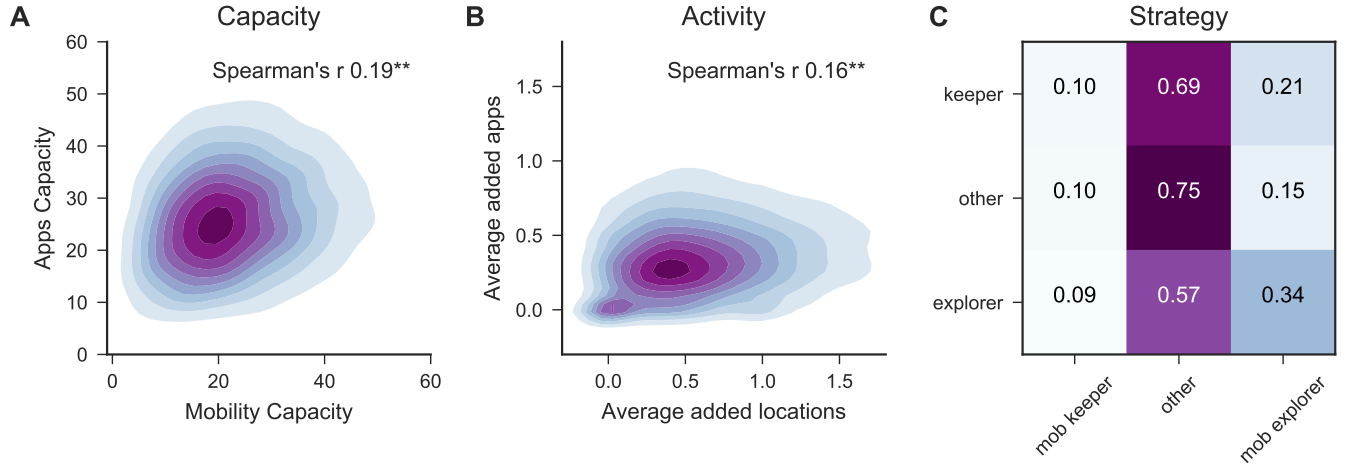 A
Capacity
Spearman's r 0.19**
60
50
40
30
20
10
0
Apps Capacity
0
20
40
60
Mobility Capacity
B
Activity
Spearman's r 0.16**
1.5
1.0
0.5
0.0
Average added apps
0.0
0.5
1.0
1.5
Average added locations
C
Strategy
keeper
0.10
0.69
0.21
other
0.10
0.75
0.15
explorer
0.09
0.57
0.34
mob keeper
other
mob explorer